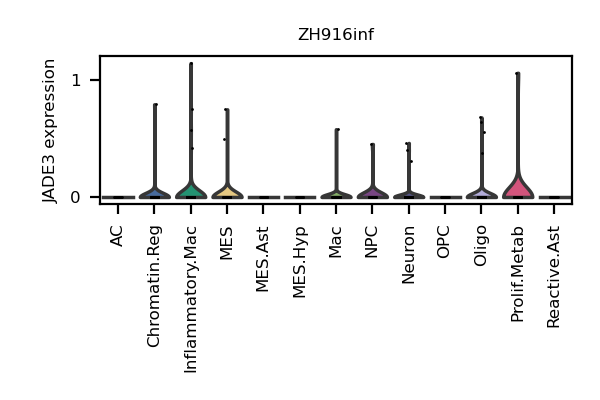 ZH916inf
JADE3 expression
1
0
AC
Chromatin.Reg
Inflammatory.Mac
MES
MES.Ast
MES.Hyp
Mac
NPC
Neuron
OPC
Oligo
Prolif.Metab
Reactive.Ast